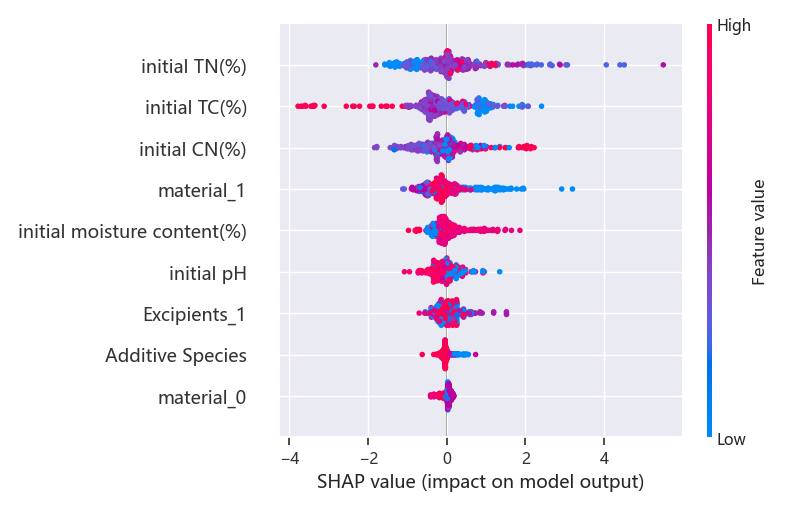 High
initial TN(%)
initial TC(%)
initial CN(%)
material_1
initial moisture content(%)
initial pH
Excipients_1
Additive Species
material_0
Feature value
Low
−4 −2 0 2 4
SHAP value (impact on model output)